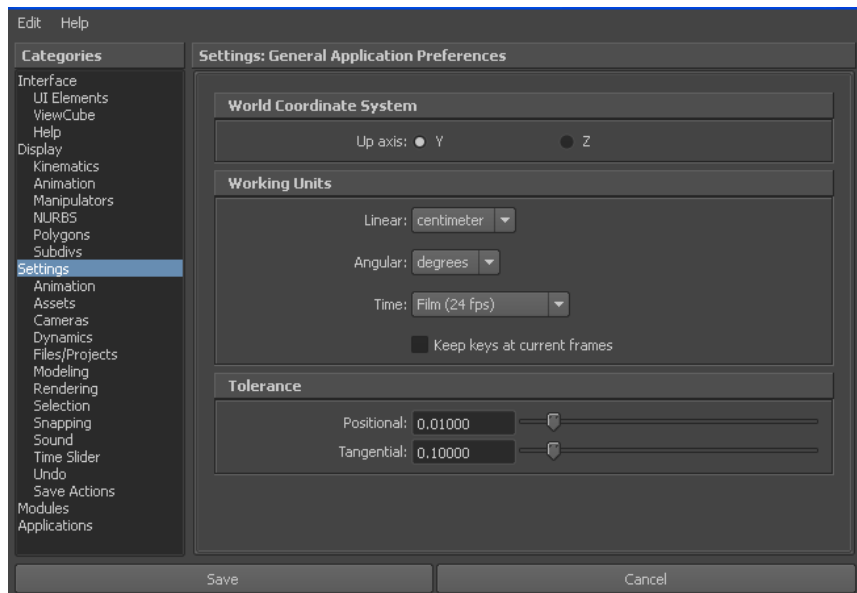 Edit Help
Categories
Interface
UI Elements
ViewCube
Help
Display
Kinematics
Animation
Manipulators
NURBS
Polygons
Subdivs
Settings
Animation
Assets
Cameras
Dynamics
Files/Projects
Modeling
Rendering
Selection
Snapping
Sound
Time Slider
Undo
Save Actions
Modules
Applications
Settings: General Application Preferences
World Coordinate System
Up axis: Y Z
Working Units
Linear: centimeter
Angular: degrees
Time: Film (24 fps)
Keep keys at current frames
Tolerance
Positional: 0.01000
Tangential: 0.10000
Save Cancel